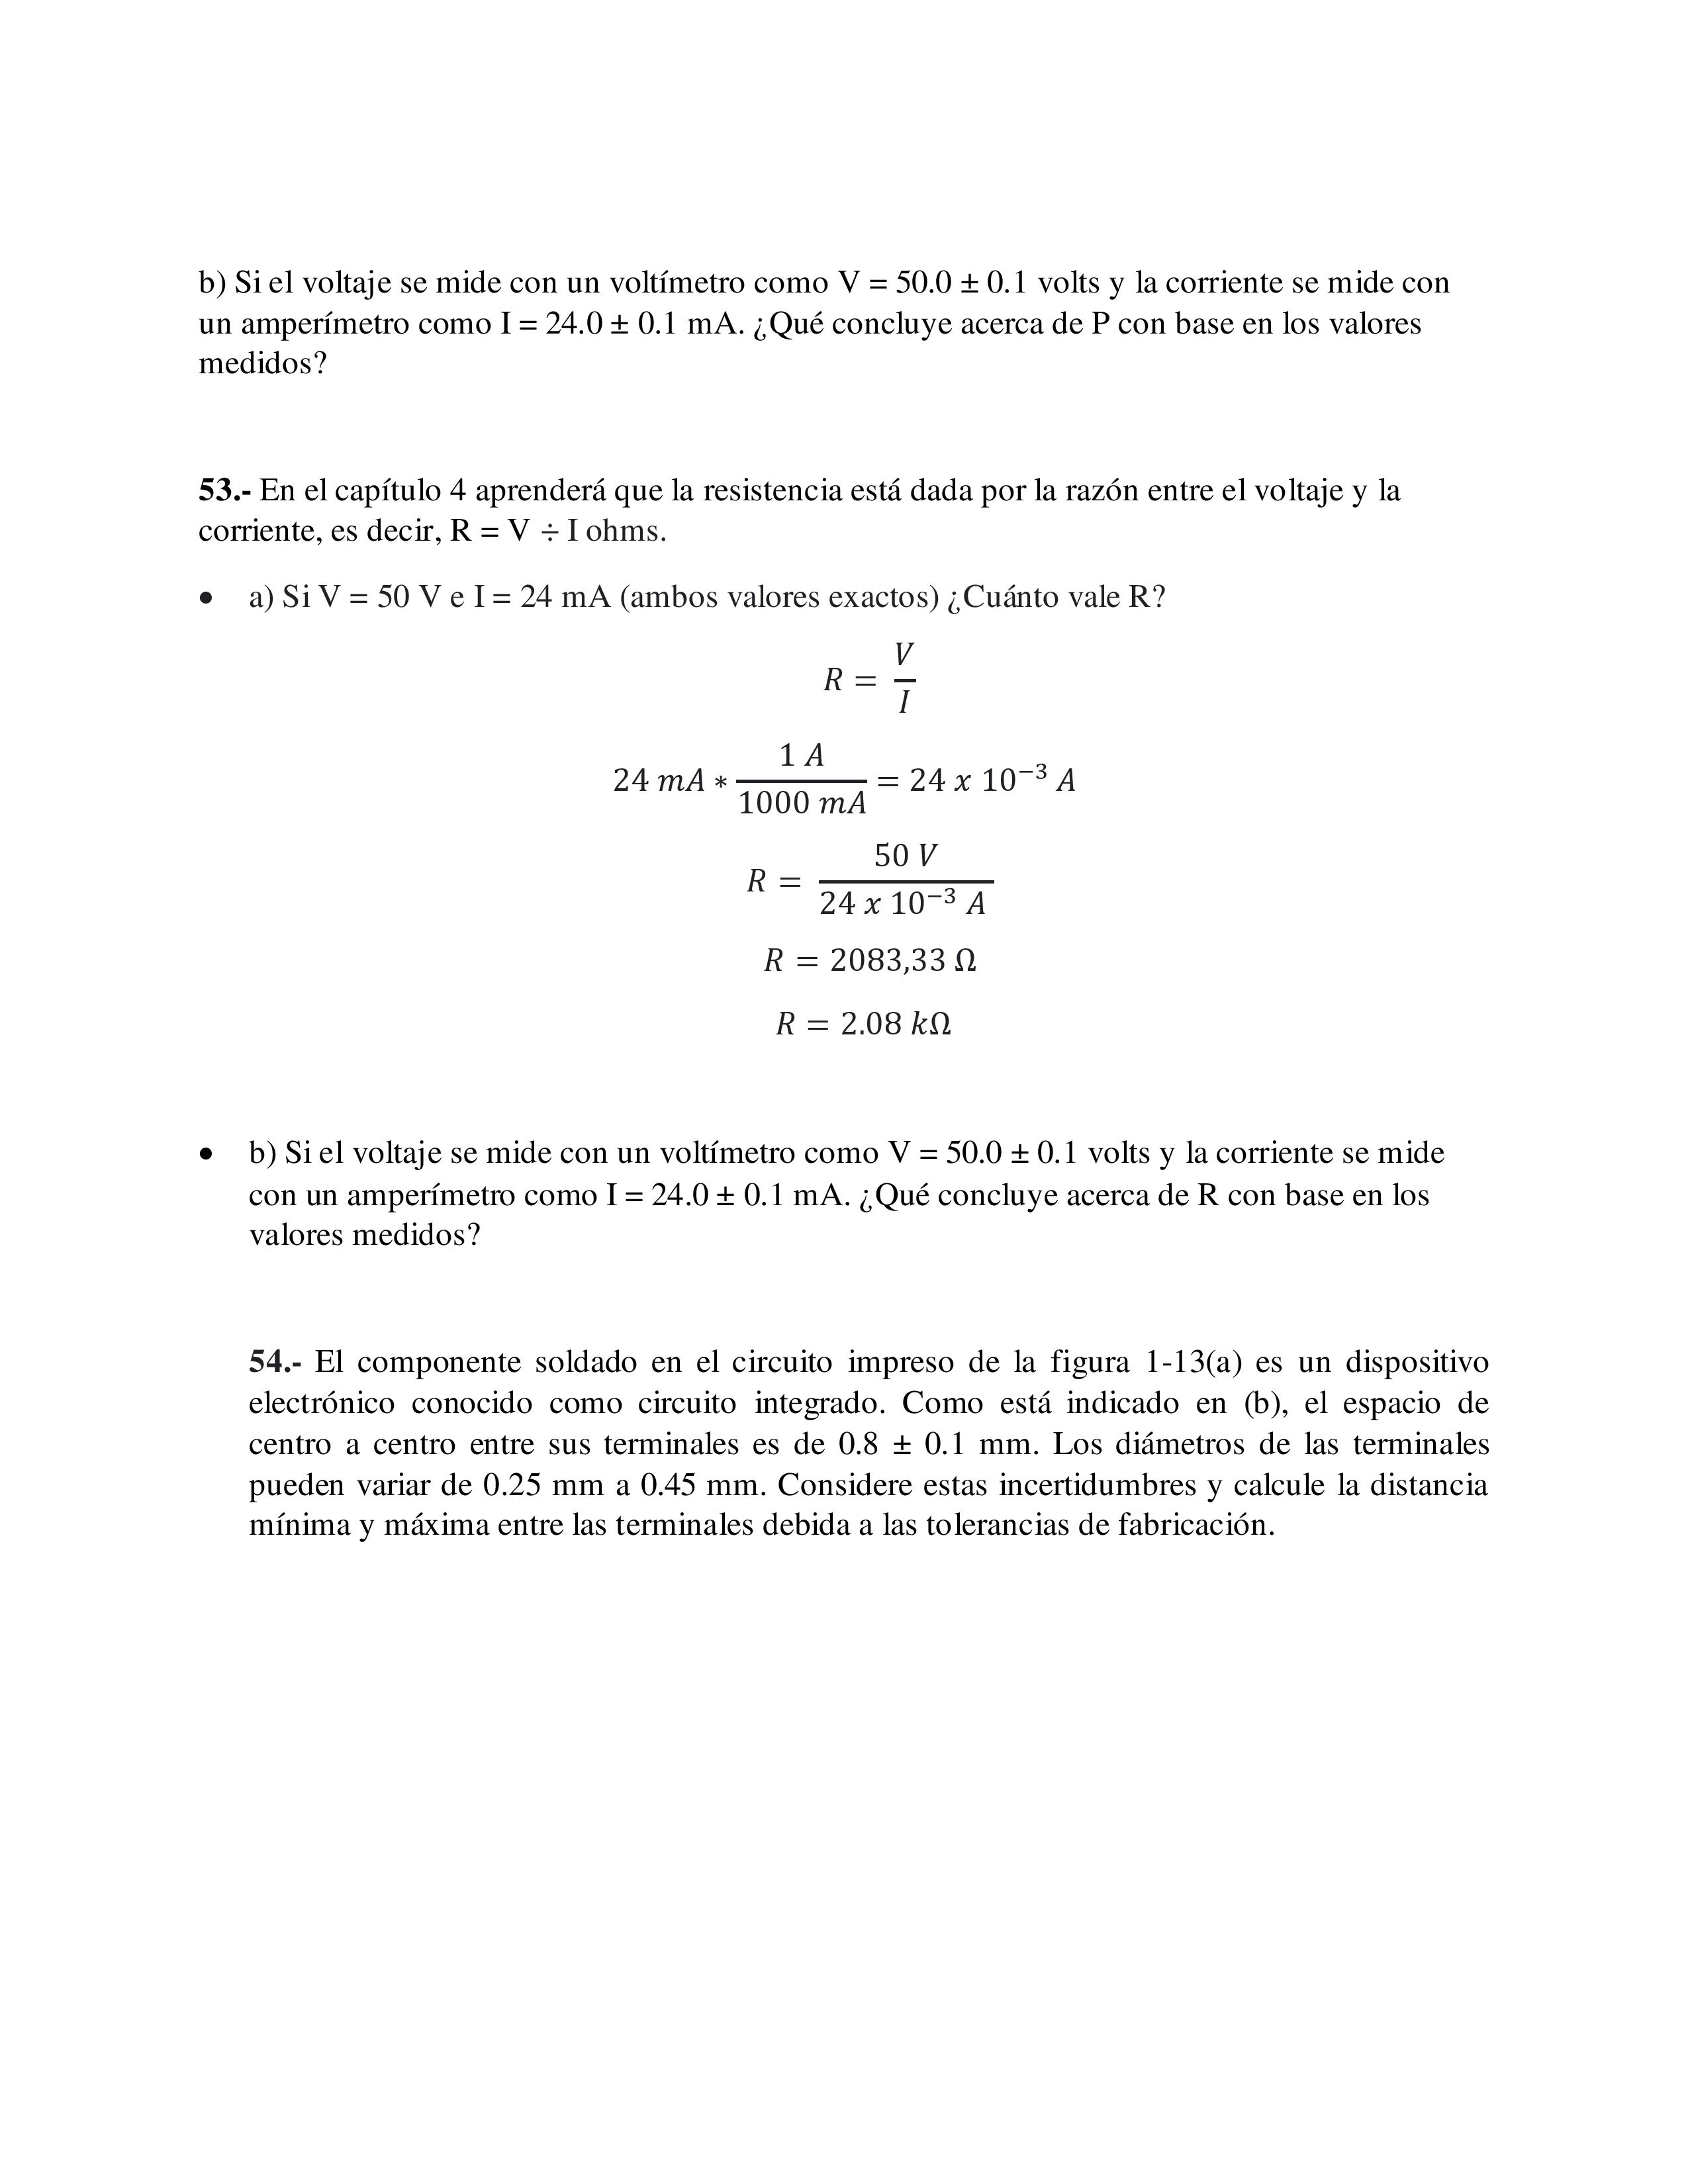 b) Si el voltaje se mide con un voltímetro como V = 50.0 ± 0.1 volts y la corriente se mide con
un amperímetro como I = 24.0 ± 0.1 mA. ¿Qué concluye acerca de P con base en los valores
medidos?
53.- En el capítulo 4 aprenderá que la resistencia está dada por la razón entre el voltaje y la
corriente, es decir, R = V ÷ I ohms.
• a) Si V = 50 V e I = 24 mA (ambos valores exactos) ¿Cuánto vale R?
R = V / I
24 mA * 1 A / 1000 mA = 24 x 10⁻³ A
R = 50 V / 24 x 10⁻³ A
R = 2083,33 Ω
R = 2.08 kΩ
• b) Si el voltaje se mide con un voltímetro como V = 50.0 ± 0.1 volts y la corriente se mide
con un amperímetro como I = 24.0 ± 0.1 mA. ¿Qué concluye acerca de R con base en los
valores medidos?
54.- El componente soldado en el circuito impreso de la figura 1-13(a) es un dispositivo
electrónico conocido como circuito integrado. Como está indicado en (b), el espacio de
centro a centro entre sus terminales es de 0.8 ± 0.1 mm. Los diámetros de las terminales
pueden variar de 0.25 mm a 0.45 mm. Considere estas incertidumbres y calcule la distancia
mínima y máxima entre las terminales debida a las tolerancias de fabricación.